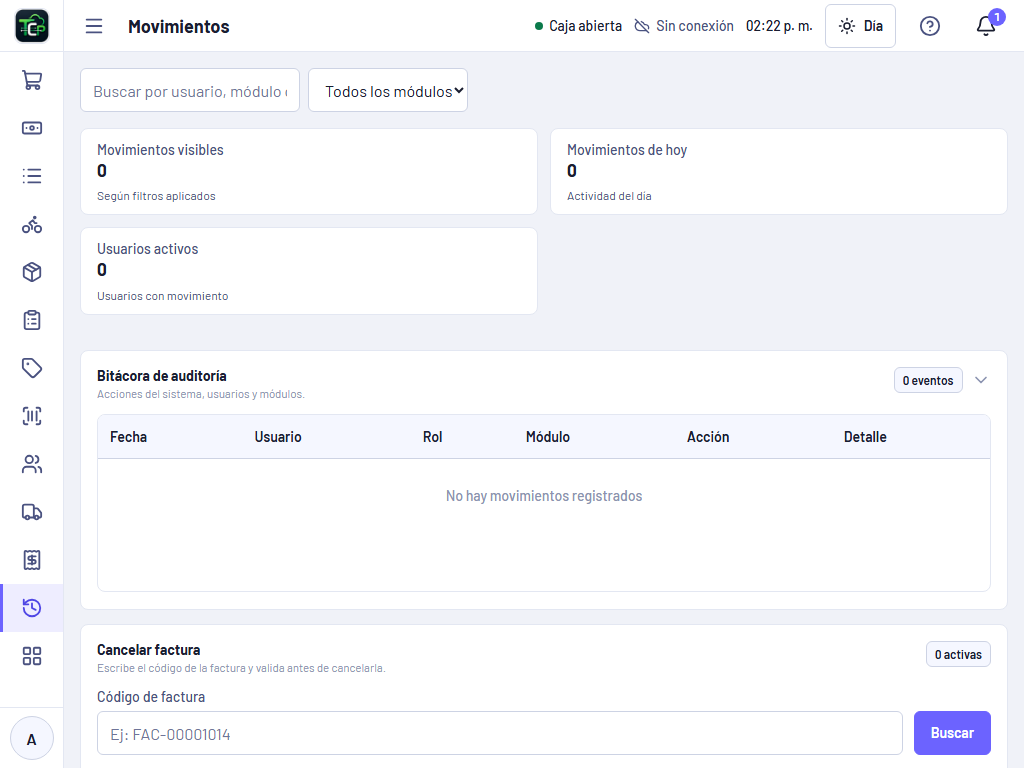 TCP
Movimientos
Caja abierta
Sin conexión
02:22 p. m.
Día
1
Buscar por usuario, módulo
Todos los módulos
Movimientos visibles
0
Según filtros aplicados
Movimientos de hoy
0
Actividad del día
Usuarios activos
0
Usuarios con movimiento
Bitácora de auditoría
Acciones del sistema, usuarios y módulos.
0 eventos
Fecha Usuario Rol Módulo Acción Detalle
No hay movimientos registrados
Cancelar factura
Escribe el código de la factura y valida antes de cancelarla.
0 activas
Código de factura
Ej: FAC-00001014
Buscar
A